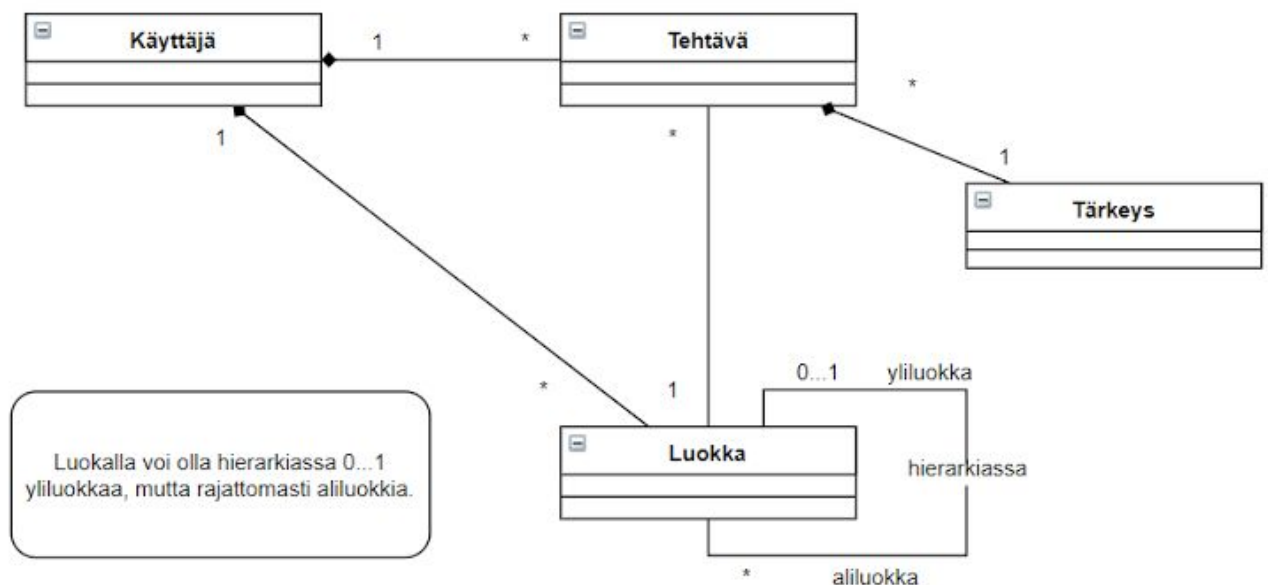 Käyttäjä
1
*
Tehtävä
1
*
*
1
Tärkeys
*
1
0...1
yliluokka
Luokka
hierarkiassa
*
aliluokka
Luokalla voi olla hierarkiassa 0...1
yliluokkaa, mutta rajattomasti aliluokkia.